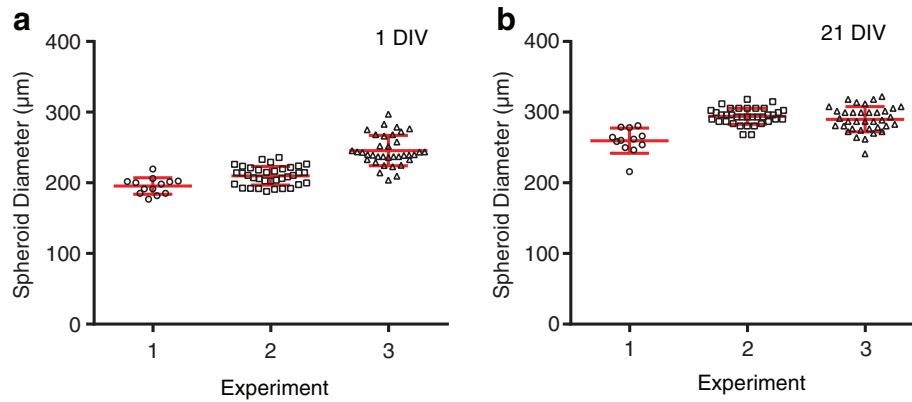 a
1 DIV
Spheroid Diameter (µm)
400
300
200
100
0
1 2 3
Experiment
b
21 DIV
Spheroid Diameter (µm)
400
300
200
100
0
1 2 3
Experiment